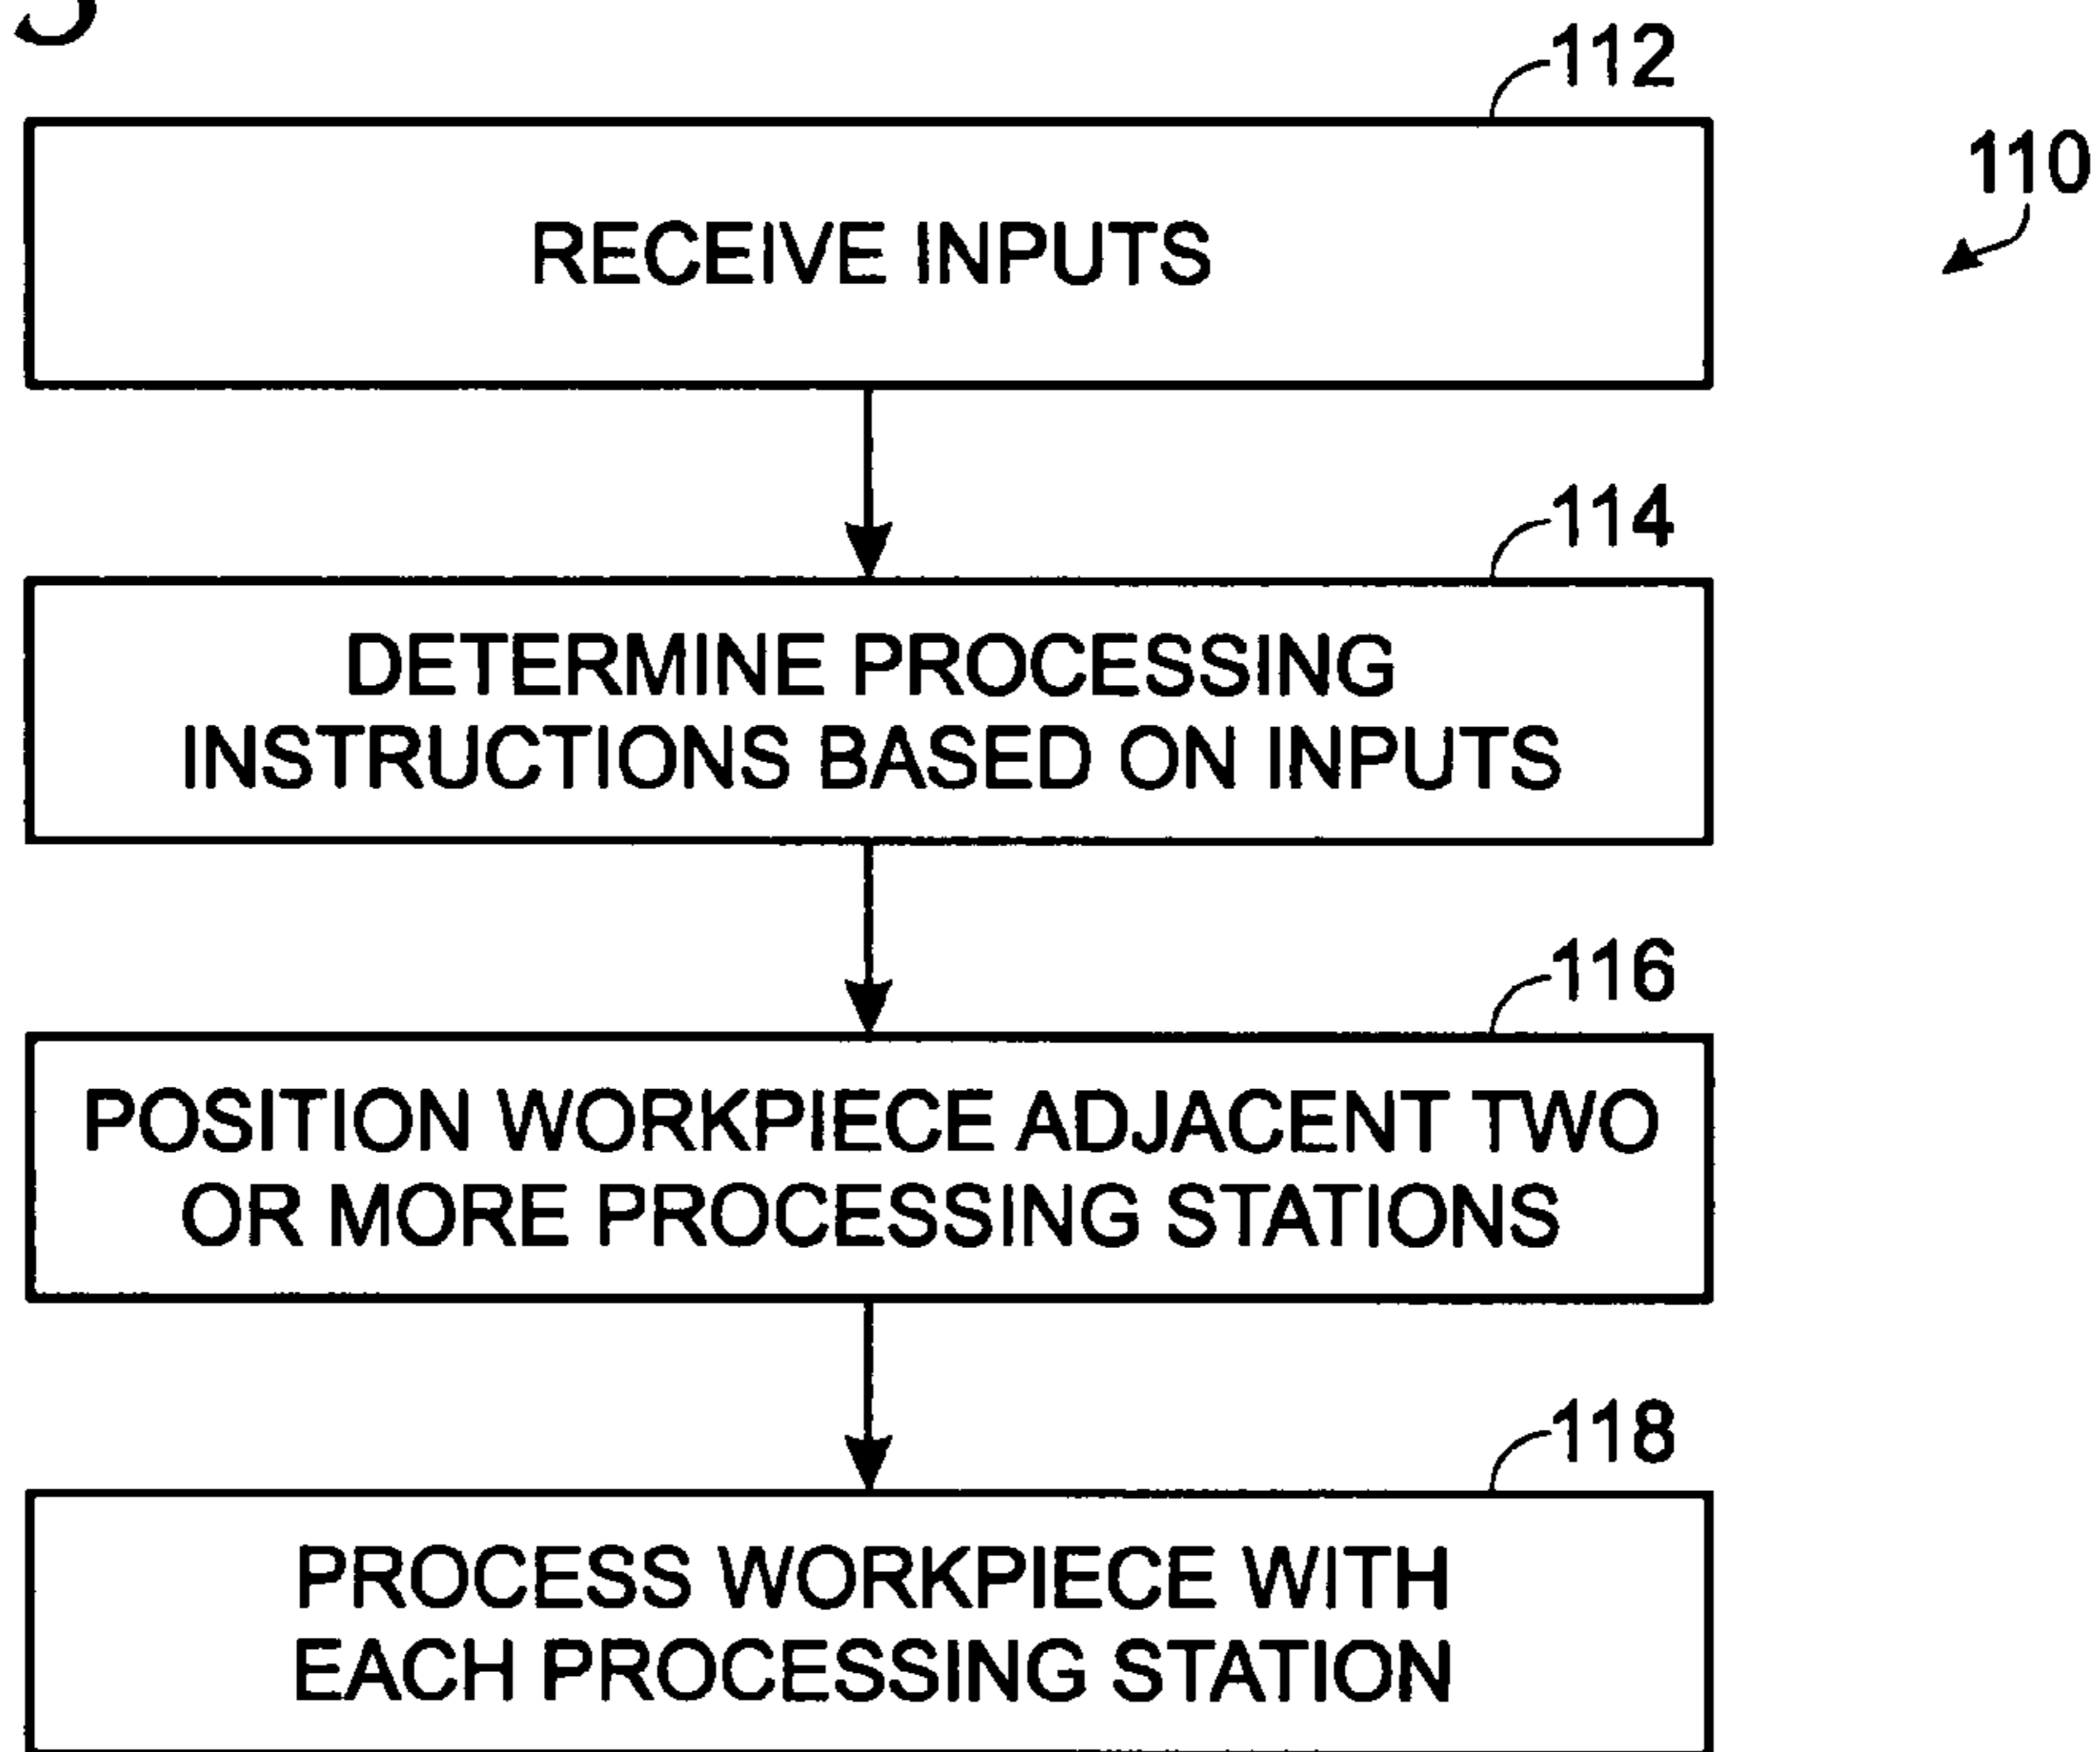 112
110
RECEIVE INPUTS
114
DETERMINE PROCESSING
INSTRUCTIONS BASED ON INPUTS
116
POSITION WORKPIECE ADJACENT TWO
OR MORE PROCESSING STATIONS
118
PROCESS WORKPIECE WITH
EACH PROCESSING STATION